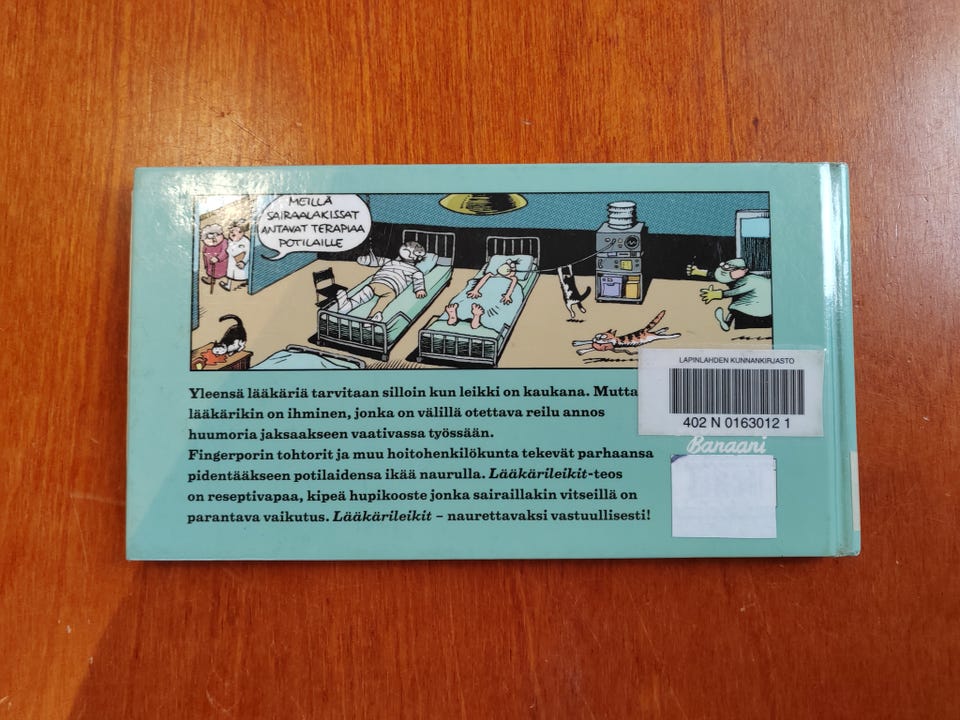 MEILLÄ
SAIRAALAKISSAT
ANTAVAT TERAPIAA
POTILAILLE
LAPINLAHDEN KUNNANKIRJASTO
402 N 0163012 1
Banaani
Yleensä lääkäriä tarvitaan silloin kun leikki on kaukana. Mutta
lääkärikin on ihminen, jonka on välillä otettava reilu annos
huumoria jaksaakseen vaativassa työssään.
Fingerporin tohtorit ja muu hoitohenkilökunta tekevät parhaansa
pidentääkseen potilaidensa ikää naurulla. Lääkärileikit-teos
on reseptivapaa, kipeä hupikooste jonka sairaillakin vitseillä on
parantava vaikutus. Lääkärileikit – naurettavaksi vastuullisesti!